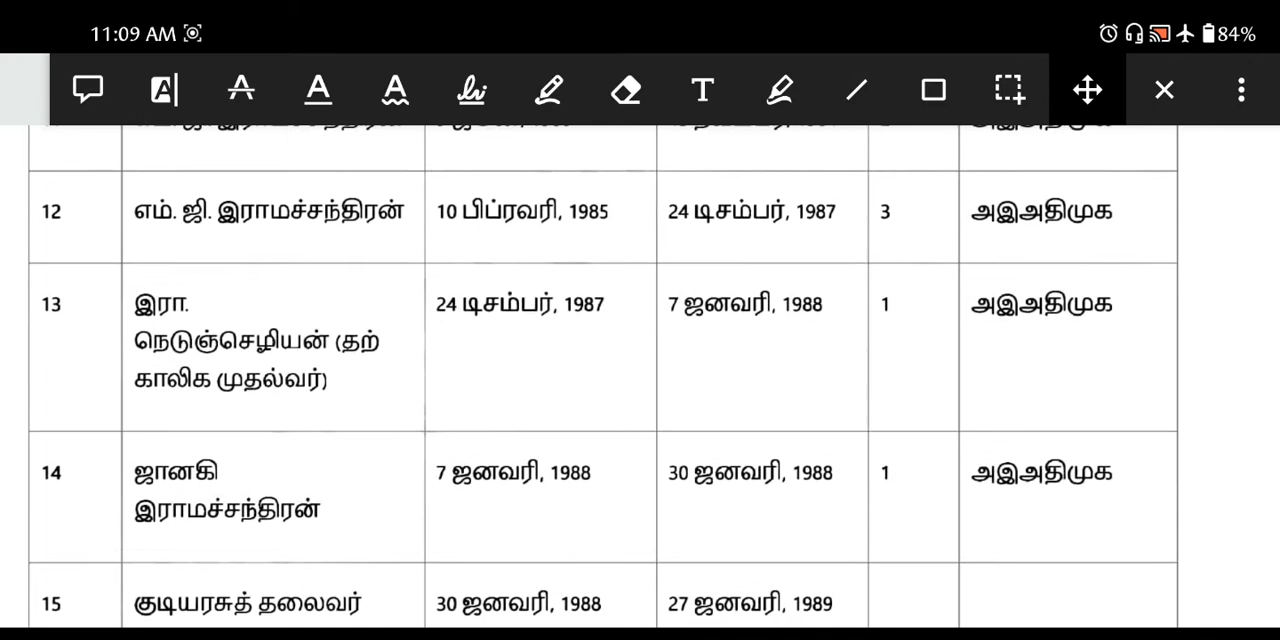 11:09 AM
84%
12 எம். ஜி. இராமச்சந்திரன் 10 பிப்ரவரி, 1985 24 டிசம்பர், 1987 3 அஇஅதிமுக
13 இரா. 24 டிசம்பர், 1987 7 ஜனவரி, 1988 1 அஇஅதிமுக
நெடுஞ்செழியன் (தற்
காலிக முதல்வர்)
14 ஜானகி 7 ஜனவரி, 1988 30 ஜனவரி, 1988 1 அஇஅதிமுக
இராமச்சந்திரன்
15 குடியரசுத் தலைவர் 30 ஜனவரி, 1988 27 ஜனவரி, 1989